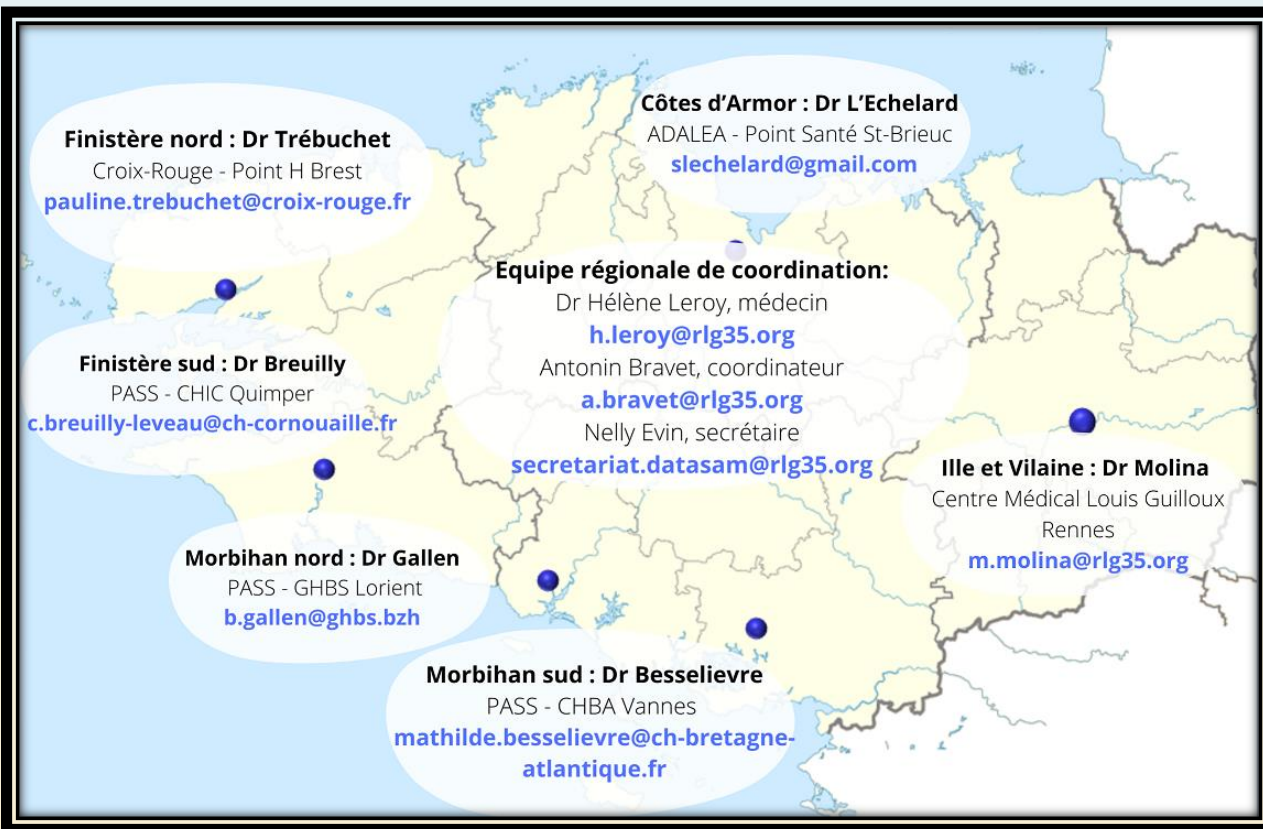 Finistère nord : Dr Trébuchet
Croix-Rouge - Point H Brest
pauline.trebuchet@croix-rouge.fr
Côtes d'Armor : Dr L'Echelard
ADALEA - Point Santé St-Brieuc
slechelard@gmail.com
Equipe régionale de coordination:
Dr Hélène Leroy, médecin
h.leroy@rlg35.org
Antonin Bravet, coordinateur
a.bravet@rlg35.org
Nelly Evin, secrétaire
secretariat.datasam@rlg35.org
Finistère sud : Dr Breuilly
PASS - CHIC Quimper
c.breuilly-leveau@ch-cornouaille.fr
Ille et Vilaine : Dr Molina
Centre Médical Louis Guilloux
Rennes
m.molina@rlg35.org
Morbihan nord : Dr Gallen
PASS - GHBS Lorient
b.gallen@ghbs.bzh
Morbihan sud : Dr Besselievre
PASS - CHBA Vannes
mathilde.besselievre@ch-bretagne-
atlantique.fr